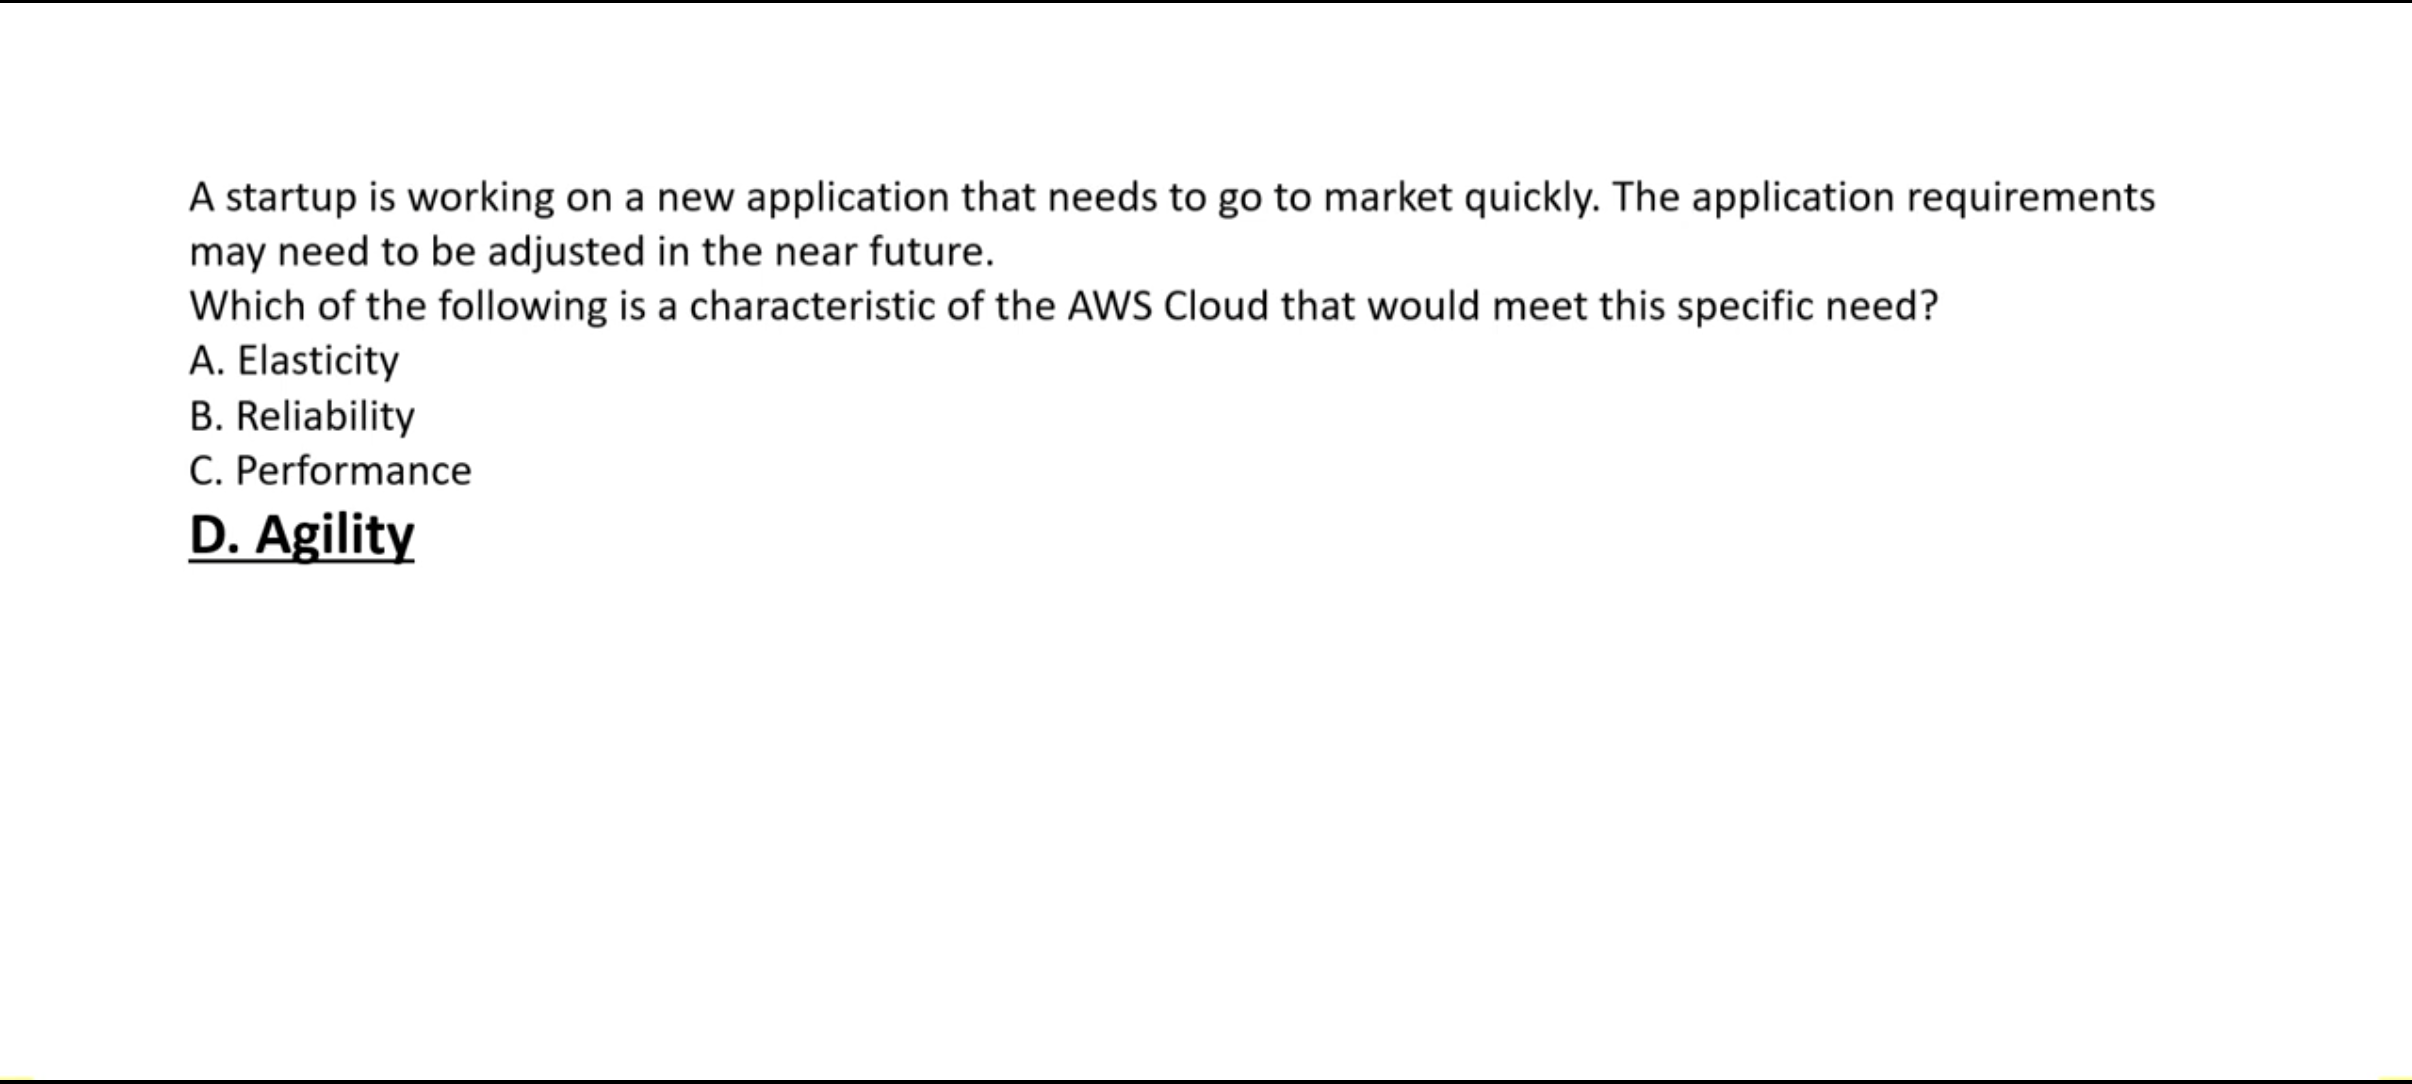 A startup is working on a new application that needs to go to market quickly. The application requirements
may need to be adjusted in the near future.
Which of the following is a characteristic of the AWS Cloud that would meet this specific need?
A. Elasticity
B. Reliability
C. Performance
D. Agility